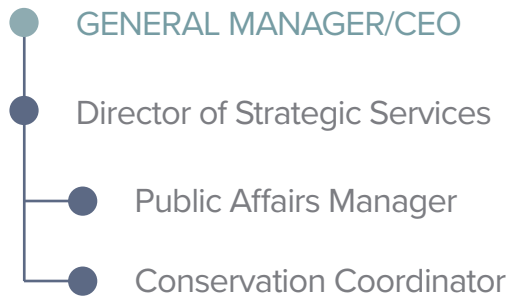 GENERAL MANAGER/CEO
Director of Strategic Services
Public Affairs Manager
Conservation Coordinator